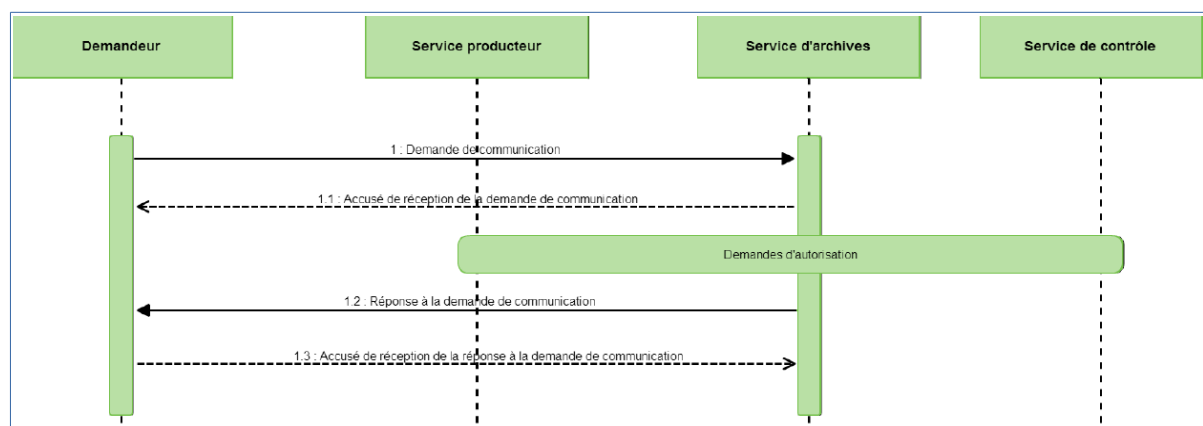 Demandeur
Service producteur
Service d'archives
Service de contrôle
1 : Demande de communication
1.1 : Accusé de réception de la demande de communication
Demandes d'autorisation
1.2 : Réponse à la demande de communication
1.3 : Accusé de réception de la réponse à la demande de communication